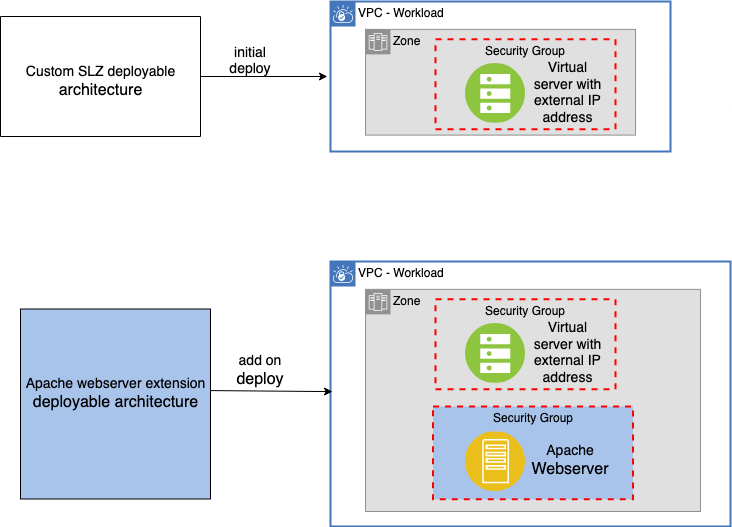 VPC - Workload
Zone
Security Group
Virtual
server with
external IP
address
Custom SLZ deployable
architecture
initial
deploy
VPC - Workload
Zone
Security Group
Virtual
server with
external IP
address
Apache webserver extension
deployable architecture
add on
deploy
Security Group
Apache
Webserver